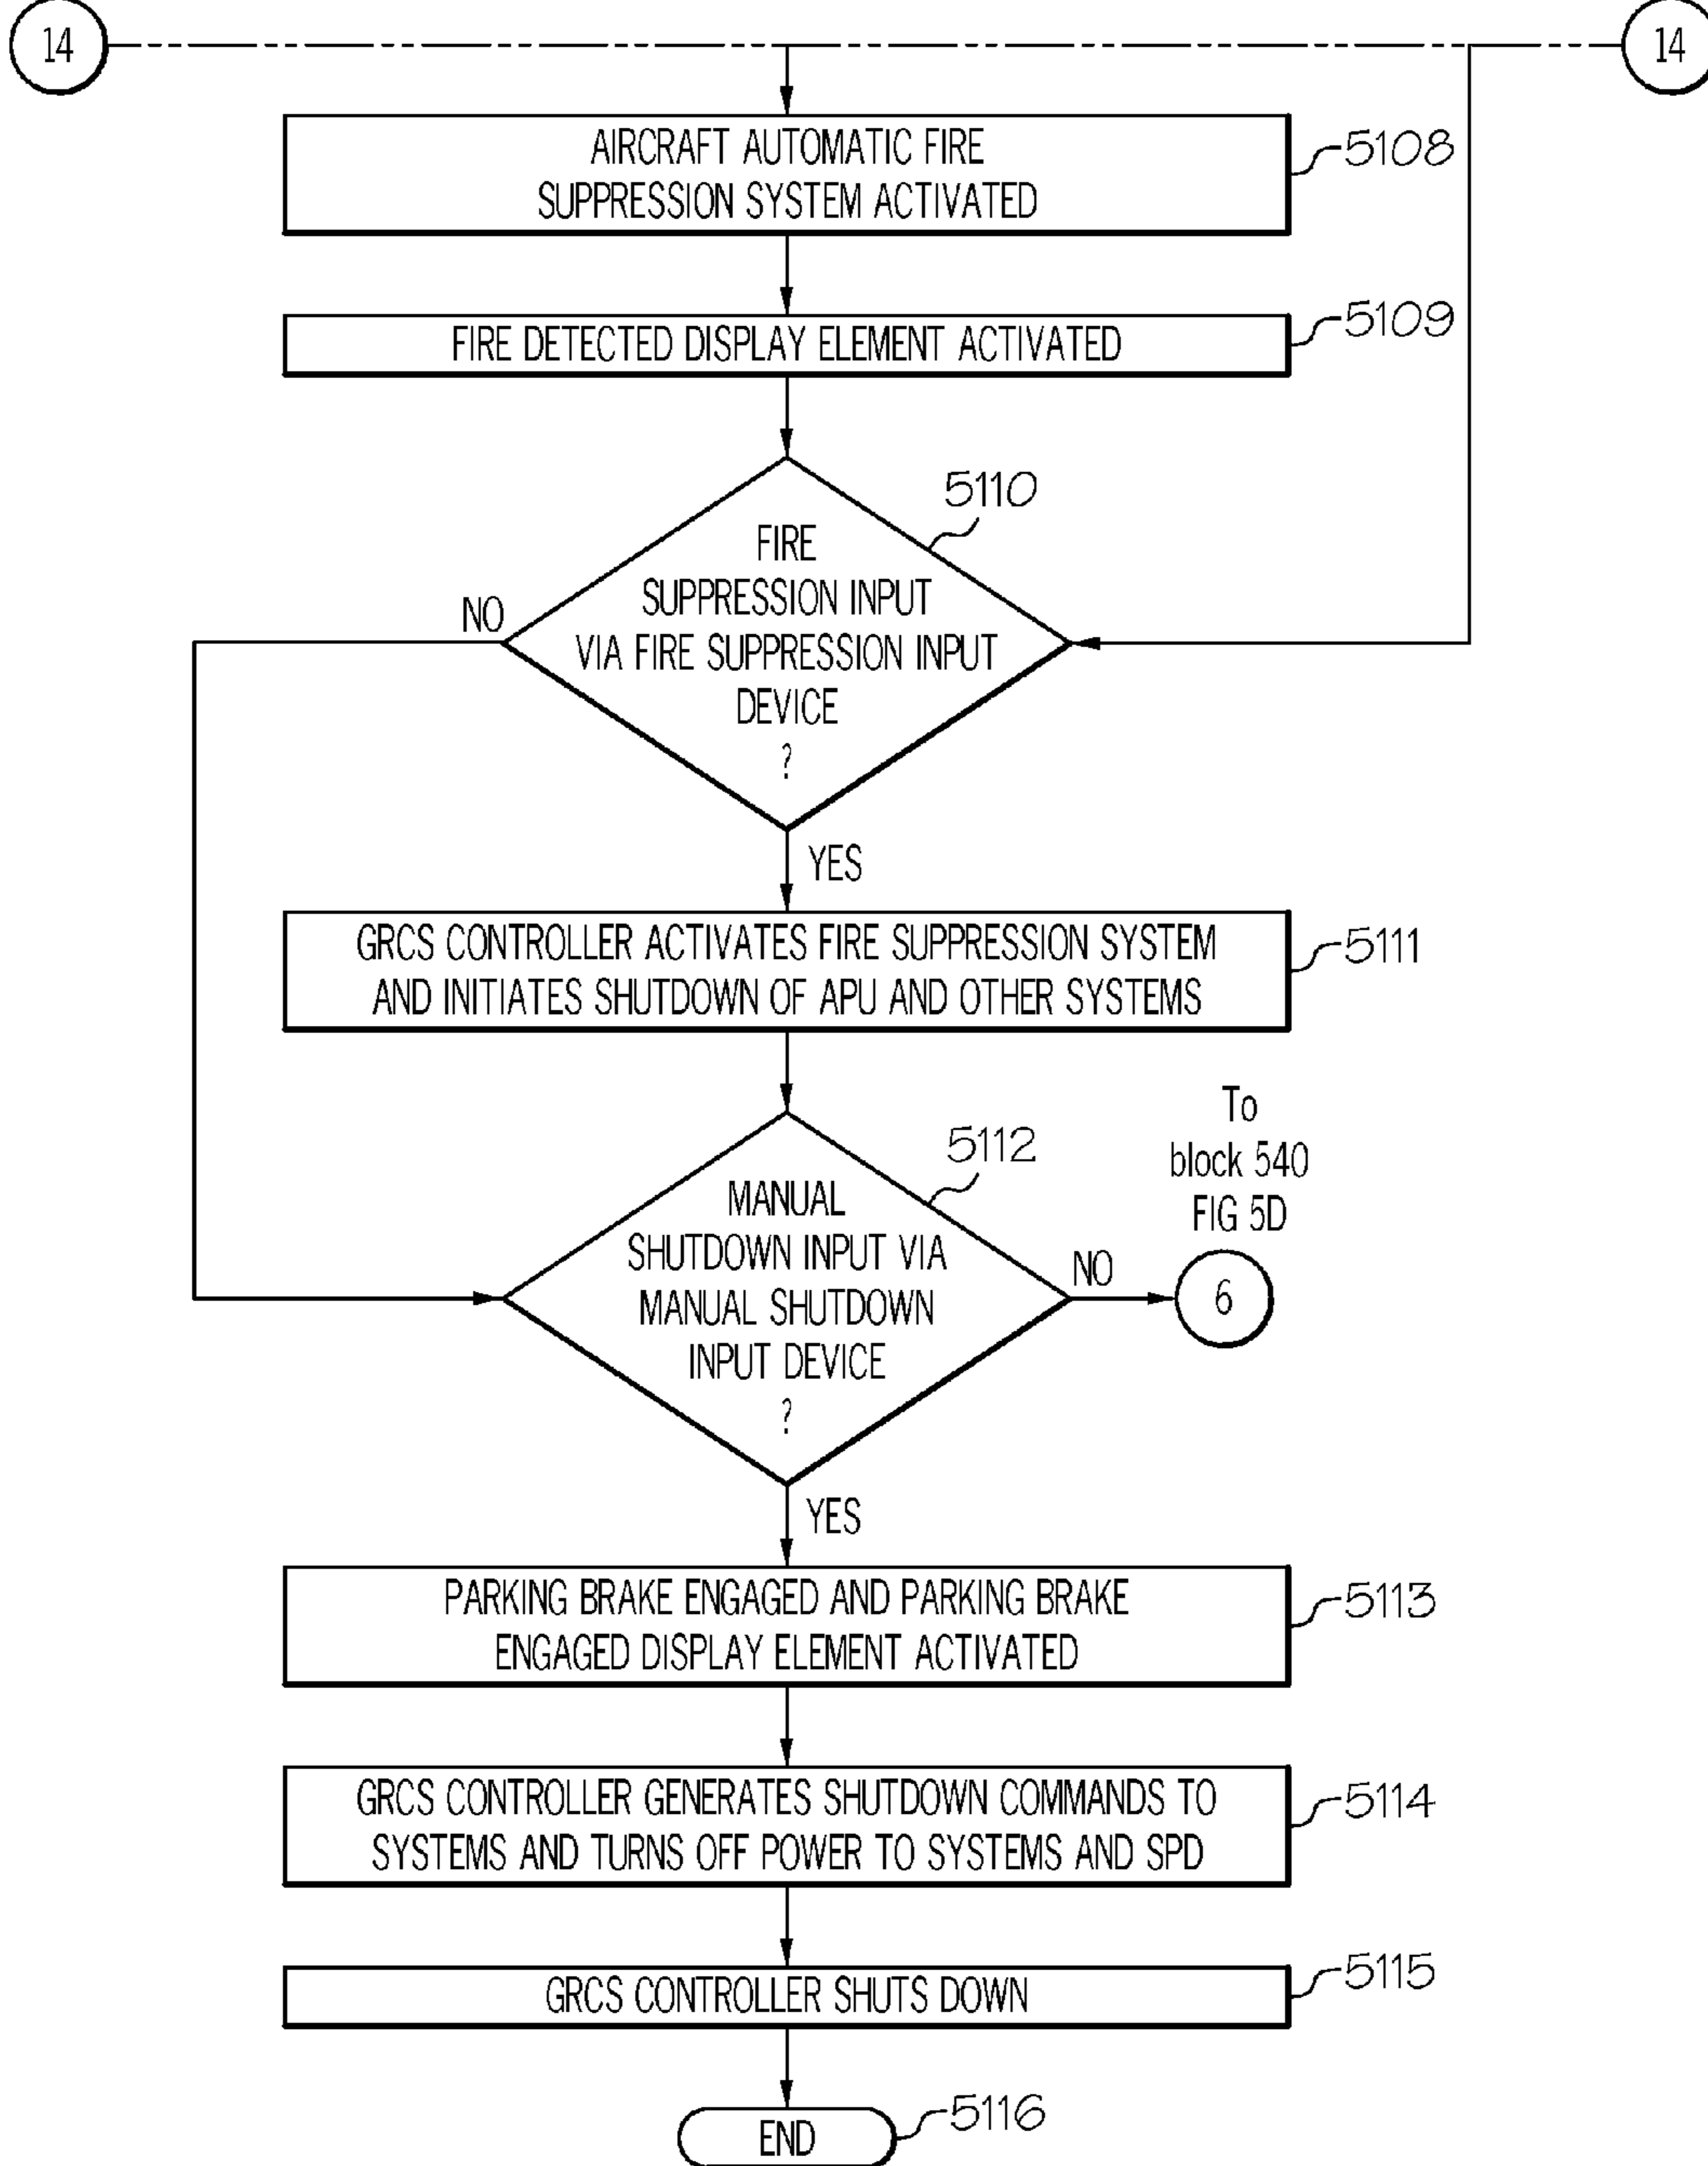 14
14
AIRCRAFT AUTOMATIC FIRE
SUPPRESSION SYSTEM ACTIVATED
5108
FIRE DETECTED DISPLAY ELEMENT ACTIVATED
5109
5110
FIRE
SUPPRESSION INPUT
VIA FIRE SUPPRESSION INPUT
DEVICE
?
NO
YES
GRCS CONTROLLER ACTIVATES FIRE SUPPRESSION SYSTEM
AND INITIATES SHUTDOWN OF APU AND OTHER SYSTEMS
5111
5112
MANUAL
SHUTDOWN INPUT VIA
MANUAL SHUTDOWN
INPUT DEVICE
?
To
block 540
FIG 5D
NO
6
YES
PARKING BRAKE ENGAGED AND PARKING BRAKE
ENGAGED DISPLAY ELEMENT ACTIVATED
5113
GRCS CONTROLLER GENERATES SHUTDOWN COMMANDS TO
SYSTEMS AND TURNS OFF POWER TO SYSTEMS AND SPD
5114
GRCS CONTROLLER SHUTS DOWN
5115
END
5116